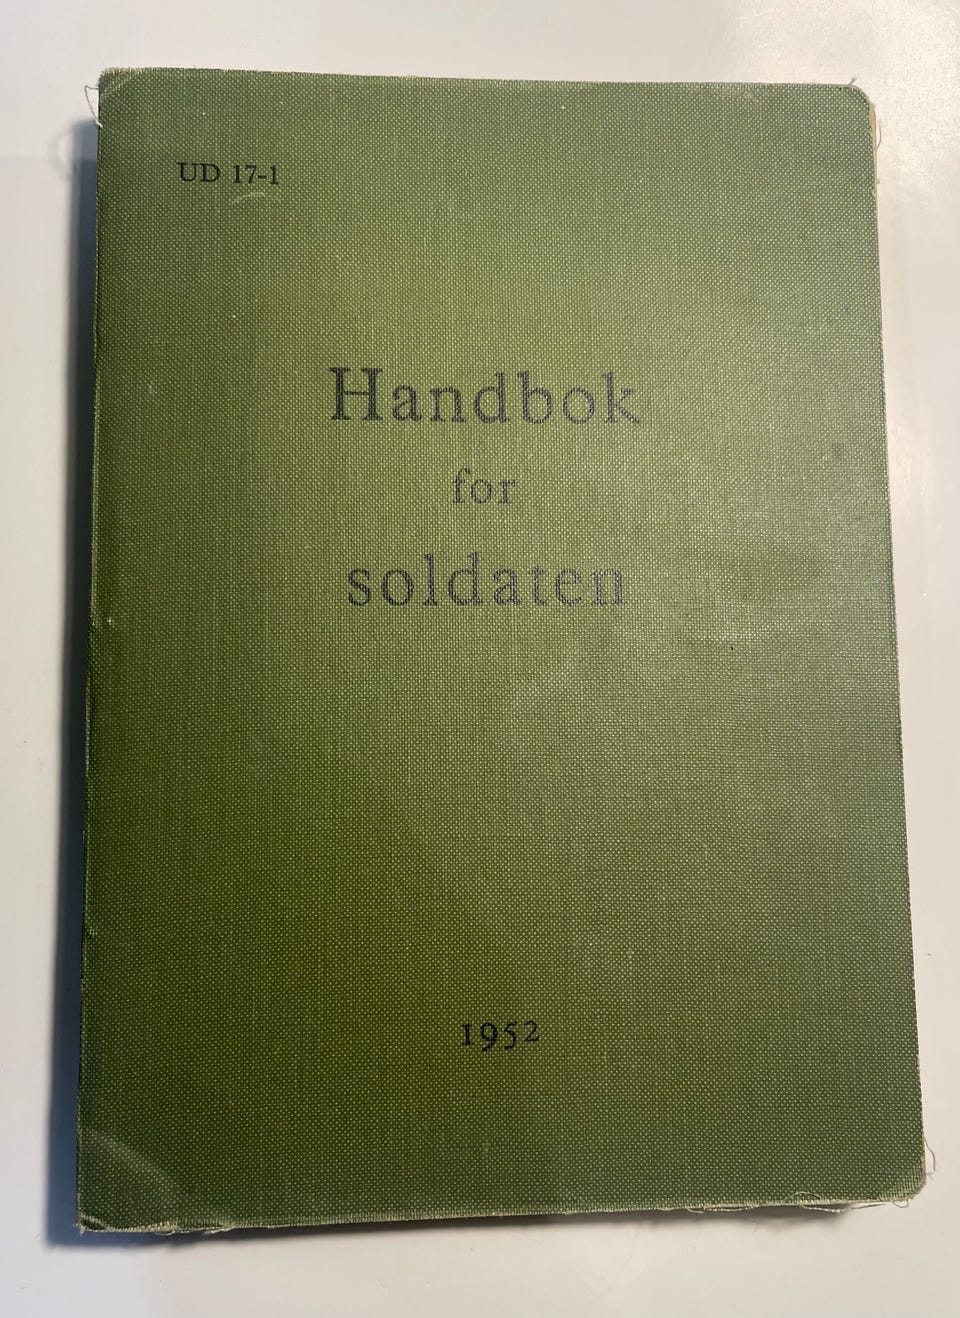 UD 17-1
Handbok
for
soldaten
1952